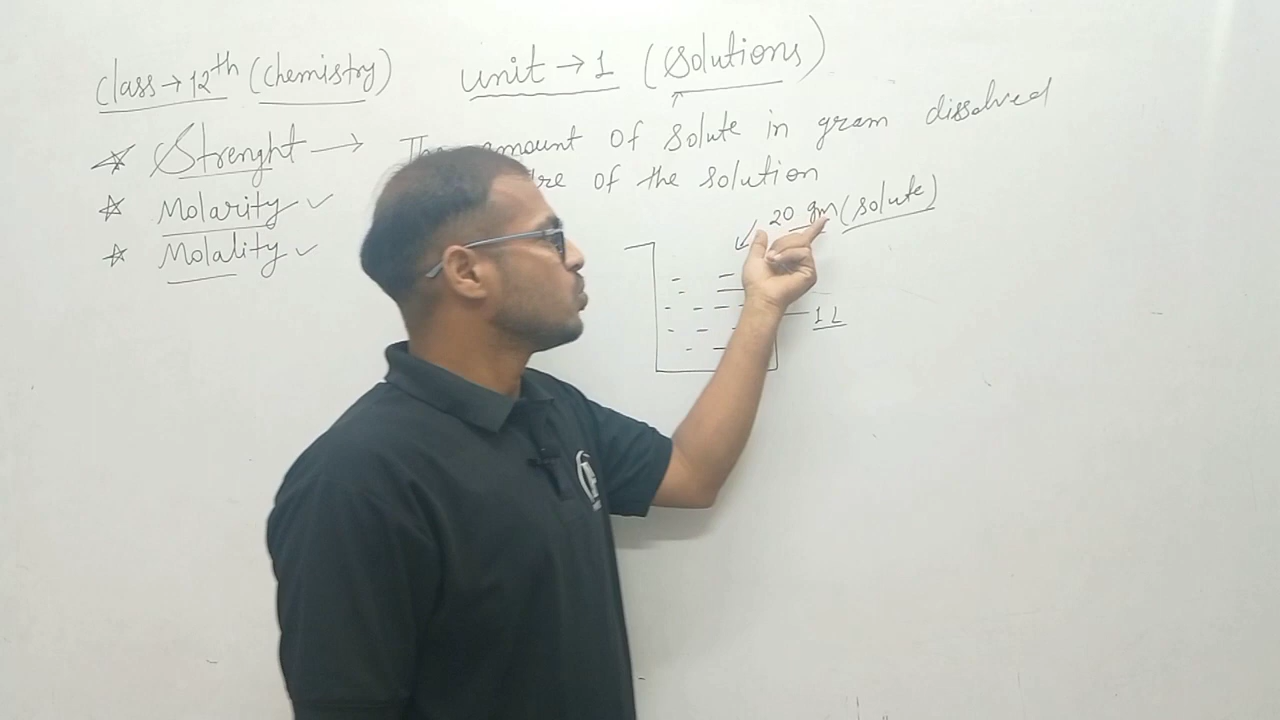 Class → 12th (Chemistry)
Unit → 1 (Solutions)
☆ Strenght → The amount of solute in gram dissolved
of the solution
☆ Molarity ✓
☆ Molality ✓
20 gm (solute)
1 L